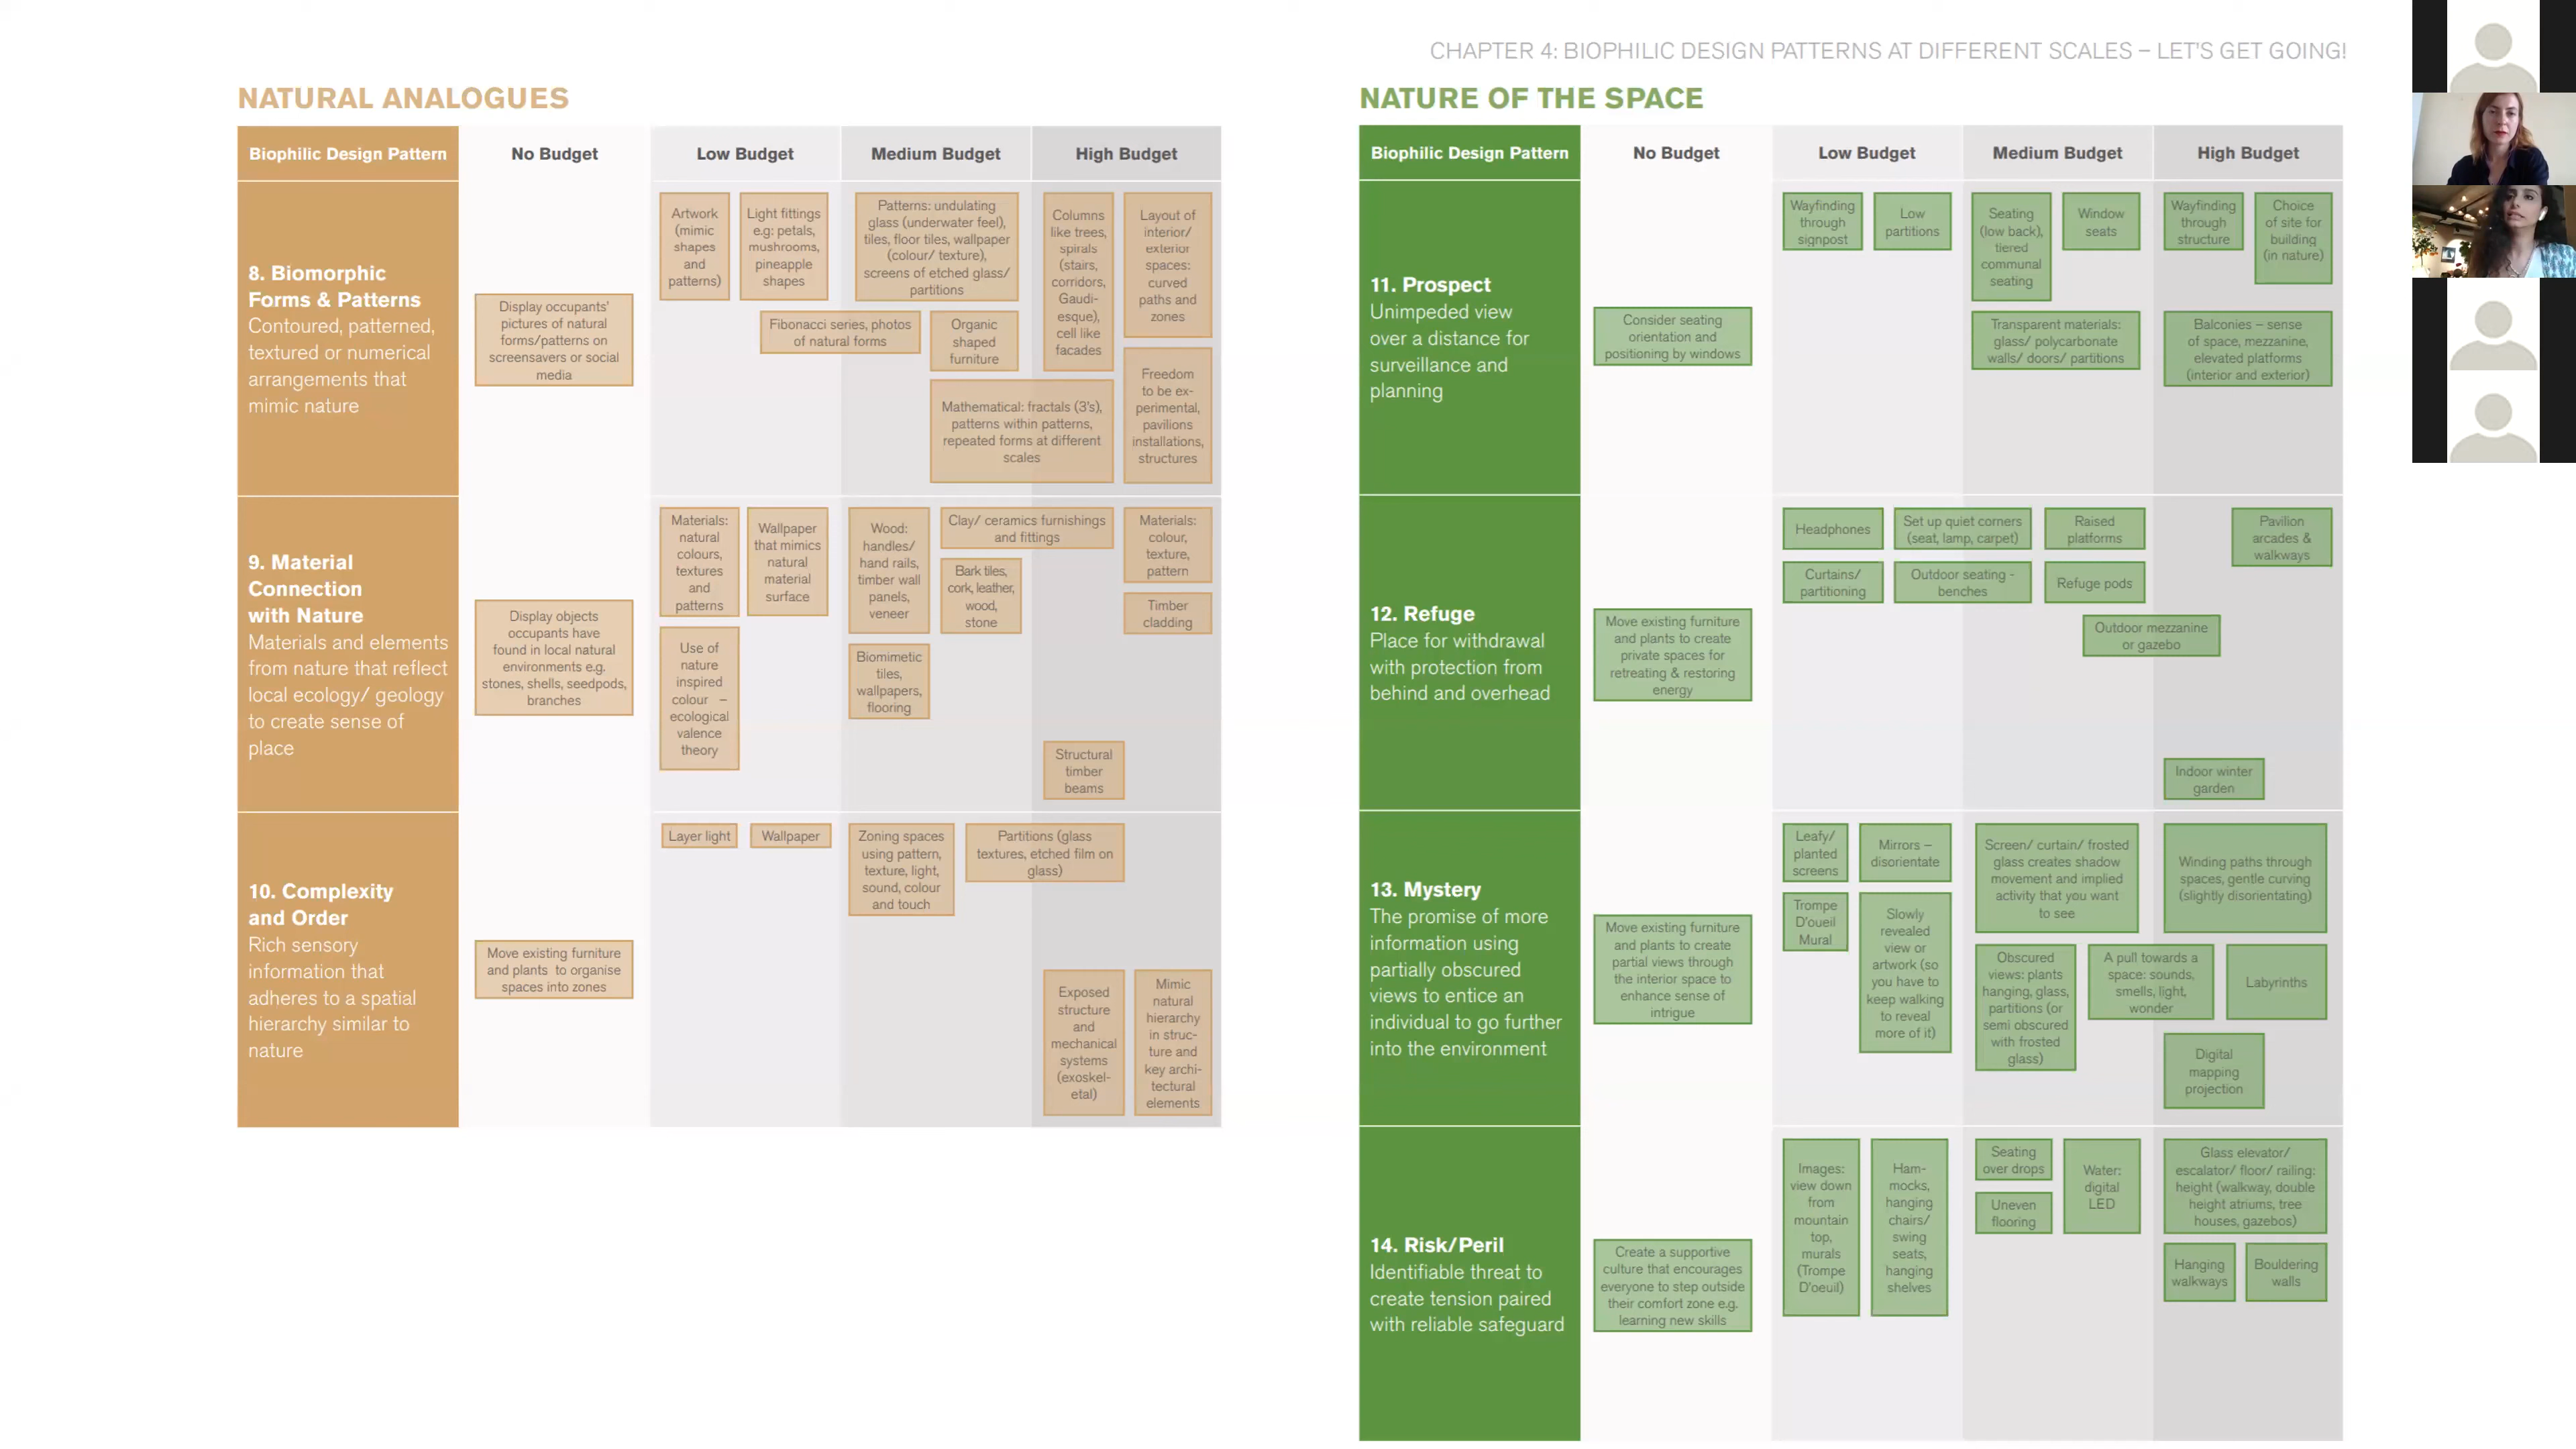 CHAPTER 4: BIOPHILIC DESIGN PATTERNS AT DIFFERENT SCALES – LET'S GET GOING!
NATURAL ANALOGUES
Biophilic Design Pattern
No Budget
Low Budget
Medium Budget
High Budget
8. Biomorphic
Forms & Patterns
Contoured, patterned,
textured or numerical
arrangements that
mimic nature
Display occupants'
pictures of natural
forms/patterns on
screensavers or social
media
Artwork
(mimic
shapes
and
patterns)
Light fittings
e.g: petals,
mushrooms,
pineapple
shapes
Fibonacci series, photos
of natural forms
Patterns: undulating
glass (underwater feel),
tiles, floor tiles, wallpaper
(colour/ texture),
screens of etched glass/
partitions
Organic
shaped
furniture
Mathematical: fractals (3's),
patterns within patterns,
repeated forms at different
scales
Columns
like trees,
spirals
(stairs,
corridors,
Gaudi-
esque),
cell like
facades
Layout of
interior/
exterior
spaces:
curved
paths and
zones
Freedom
to be ex-
perimental,
pavilions
installations,
structures
9. Material
Connection
with Nature
Materials and elements
from nature that reflect
local ecology/ geology
to create sense of
place
Display objects
occupants have
found in local natural
environments e.g.
stones, shells, seedpods,
branches
Materials:
natural
colours,
textures
and
patterns
Wallpaper
that mimics
natural
material
surface
Use of
nature
inspired
colour –
ecological
valence
theory
Wood:
handles/
hand rails,
timber wall
panels,
veneer
Clay/ ceramics furnishings
and fittings
Bark tiles,
cork, leather,
wood,
stone
Biomimetic
tiles,
wallpapers,
flooring
Materials:
colour,
texture,
pattern
Timber
cladding
Structural
timber
beams
10. Complexity
and Order
Rich sensory
information that
adheres to a spatial
hierarchy similar to
nature
Move existing furniture
and plants to organise
spaces into zones
Layer light
Wallpaper
Zoning spaces
using pattern,
texture, light,
sound, colour
and touch
Partitions (glass
textures, etched film on
glass)
Exposed
structure
and
mechanical
systems
(exoskel-
etal)
Mimic
natural
hierarchy
in struc-
ture and
key archi-
tectural
elements
NATURE OF THE SPACE
Biophilic Design Pattern
No Budget
Low Budget
Medium Budget
High Budget
11. Prospect
Unimpeded view
over a distance for
surveillance and
planning
Consider seating
orientation and
positioning by windows
Wayfinding
through
signpost
Low
partitions
Seating
(low back),
tiered
communal
seating
Window
seats
Transparent materials:
glass/ polycarbonate
walls/ doors/ partitions
Wayfinding
through
structure
Choice
of site for
building
(in nature)
Balconies – sense
of space, mezzanine,
elevated platforms
(interior and exterior)
12. Refuge
Place for withdrawal
with protection from
behind and overhead
Move existing furniture
and plants to create
private spaces for
retreating & restoring
energy
Headphones
Set up quiet corners
(seat, lamp, carpet)
Raised
platforms
Curtains/
partitioning
Outdoor seating -
benches
Refuge pods
Outdoor mezzanine
or gazebo
Pavilion
arcades &
walkways
Indoor winter
garden
13. Mystery
The promise of more
information using
partially obscured
views to entice an
individual to go further
into the environment
Move existing furniture
and plants to create
partial views through
the interior space to
enhance sense of
intrigue
Leafy/
planted
screens
Mirrors –
disorientate
Trompe
D'oueil
Mural
Slowly
revealed
view or
artwork (so
you have to
keep walking
to reveal
more of it)
Screen/ curtain/ frosted
glass creates shadow
movement and implied
activity that you want
to see
Obscured
views: plants
hanging, glass,
partitions (or
semi obscured
with frosted
glass)
A pull towards a
space: sounds,
smells, light,
wonder
Winding paths through
spaces, gentle curving
(slightly disorientating)
Labyrinths
Digital
mapping
projection
14. Risk/Peril
Identifiable threat to
create tension paired
with reliable safeguard
Create a supportive
culture that encourages
everyone to step outside
their comfort zone e.g.
learning new skills
Images:
view down
from
mountain
top,
murals
(Trompe
D'oeuil)
Ham-
mocks,
hanging
chairs/
swing
seats,
hanging
shelves
Seating
over drops
Uneven
flooring
Water:
digital
LED
Glass elevator/
escalator/ floor/ railing:
height (walkway, double
height atriums, tree
houses, gazebos)
Hanging
walkways
Bouldering
walls